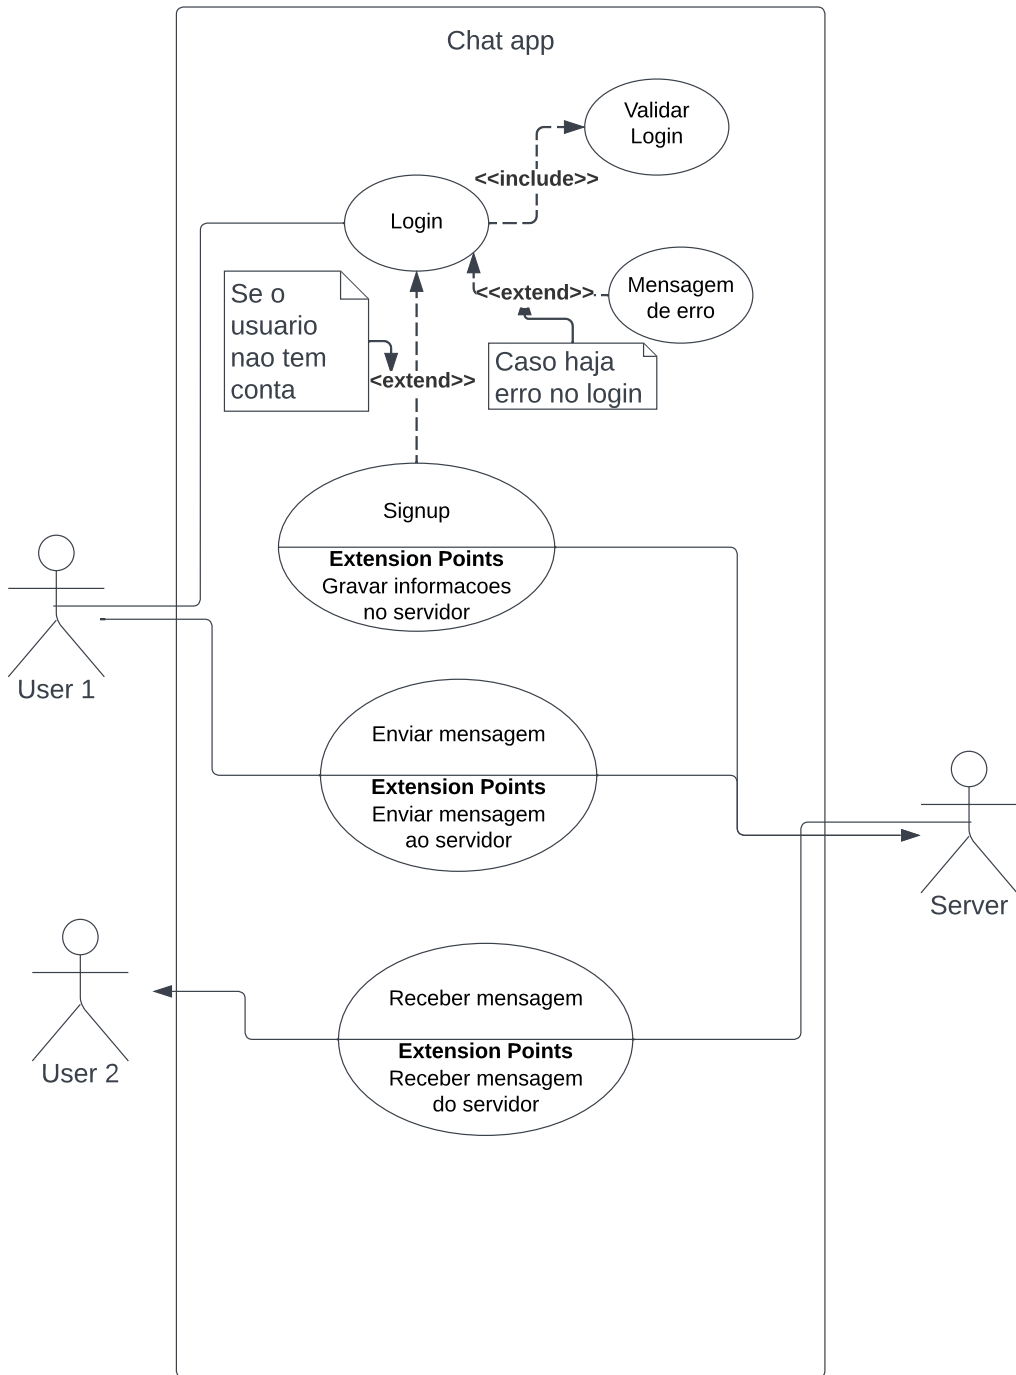 Chat app
Validar
Login
<<include>>
Login
Se o
usuario
nao tem
conta
<<extend>>
Mensagem
de erro
Caso haja
erro no login
<extend>>
Signup
Extension Points
Gravar informacoes
no servidor
User 1
Enviar mensagem
Extension Points
Enviar mensagem
ao servidor
Server
Receber mensagem
Extension Points
Receber mensagem
do servidor
User 2